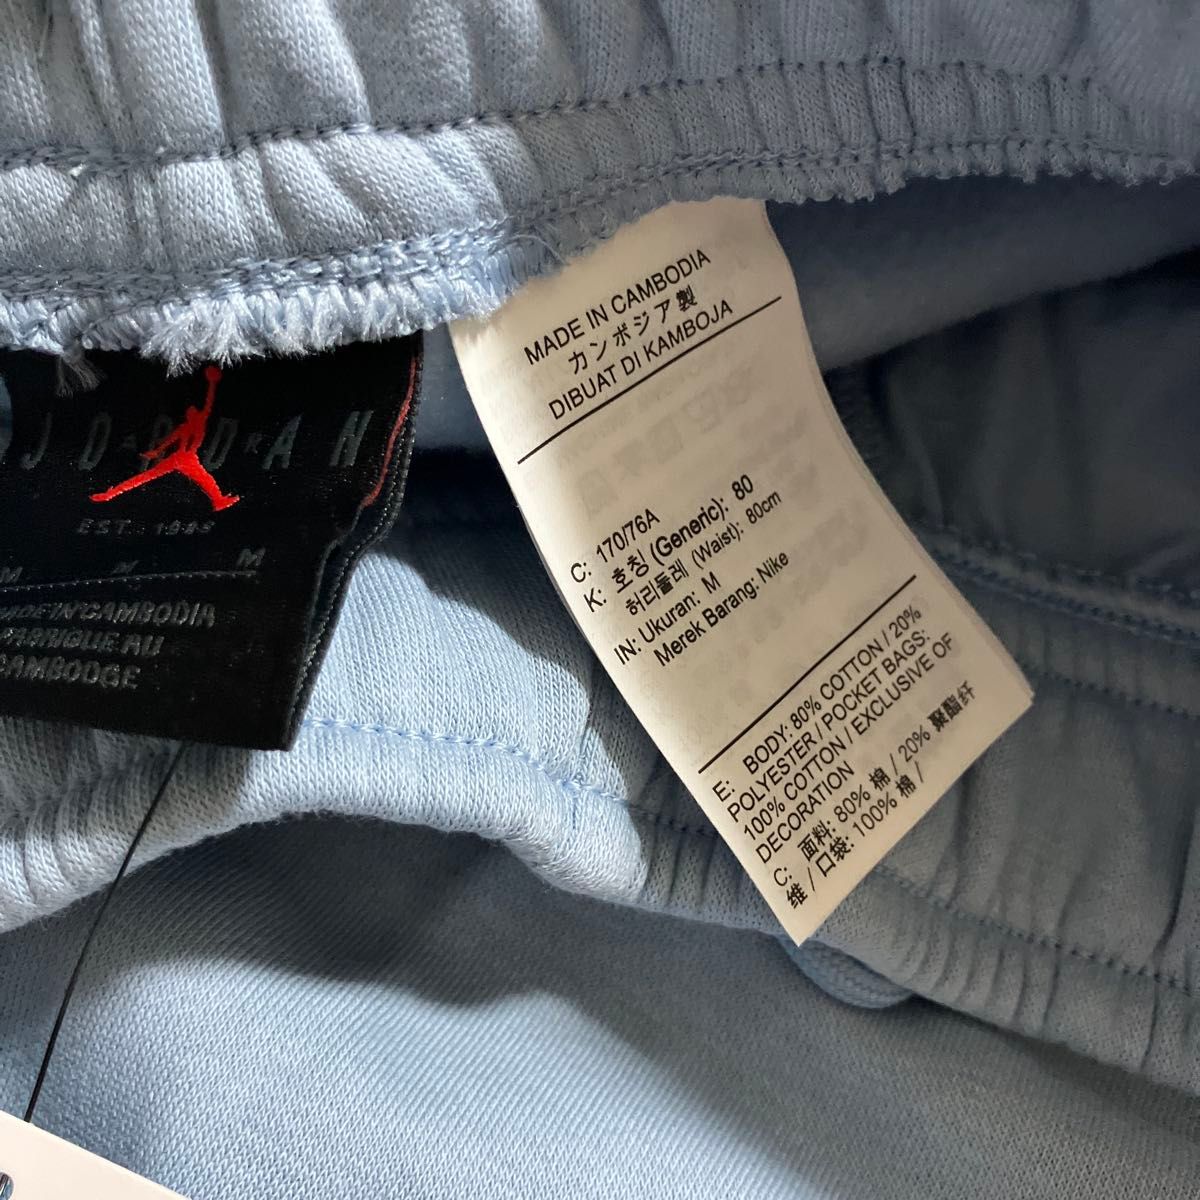 JORDAN
EST. 1985
M M M
MADE IN CAMBODIA
FABRIQUE AU
CAMBODGE
MADE IN CAMBODIA
カンボジア製
DIBUAT DI KAMBOJA
C: 170/76A
K: 호칭 (Generic): 80
허리둘레 (Waist): 80cm
IN: Ukuran: M
Merek Barang: Nike
E: BODY: 80% COTTON / 20%
POLYESTER / POCKET BAGS:
100% COTTON / EXCLUSIVE OF
DECORATION
C: 面料: 80% 棉 / 20% 聚酯纤
维 / 口袋: 100% 棉 /